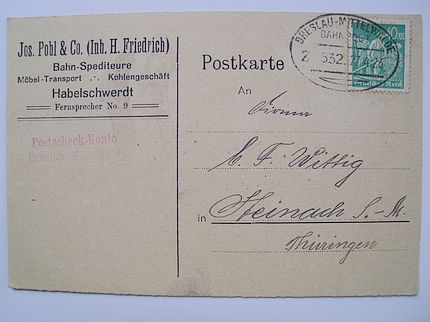 Jos. Pohl & Co. (Inh. H. Friedrich)
Bahn-Spediteure
Möbel-Transport .·. Kohlengeschäft
Habelschwerdt
Fernsprecher No. 9
Postscheck-Konto
Breslau
BRESLAU-MITTELWALDE
BAHNPOST
Postkarte
An
Firma
E. F. Wittig
in Steinach S.-M.
Thüringen